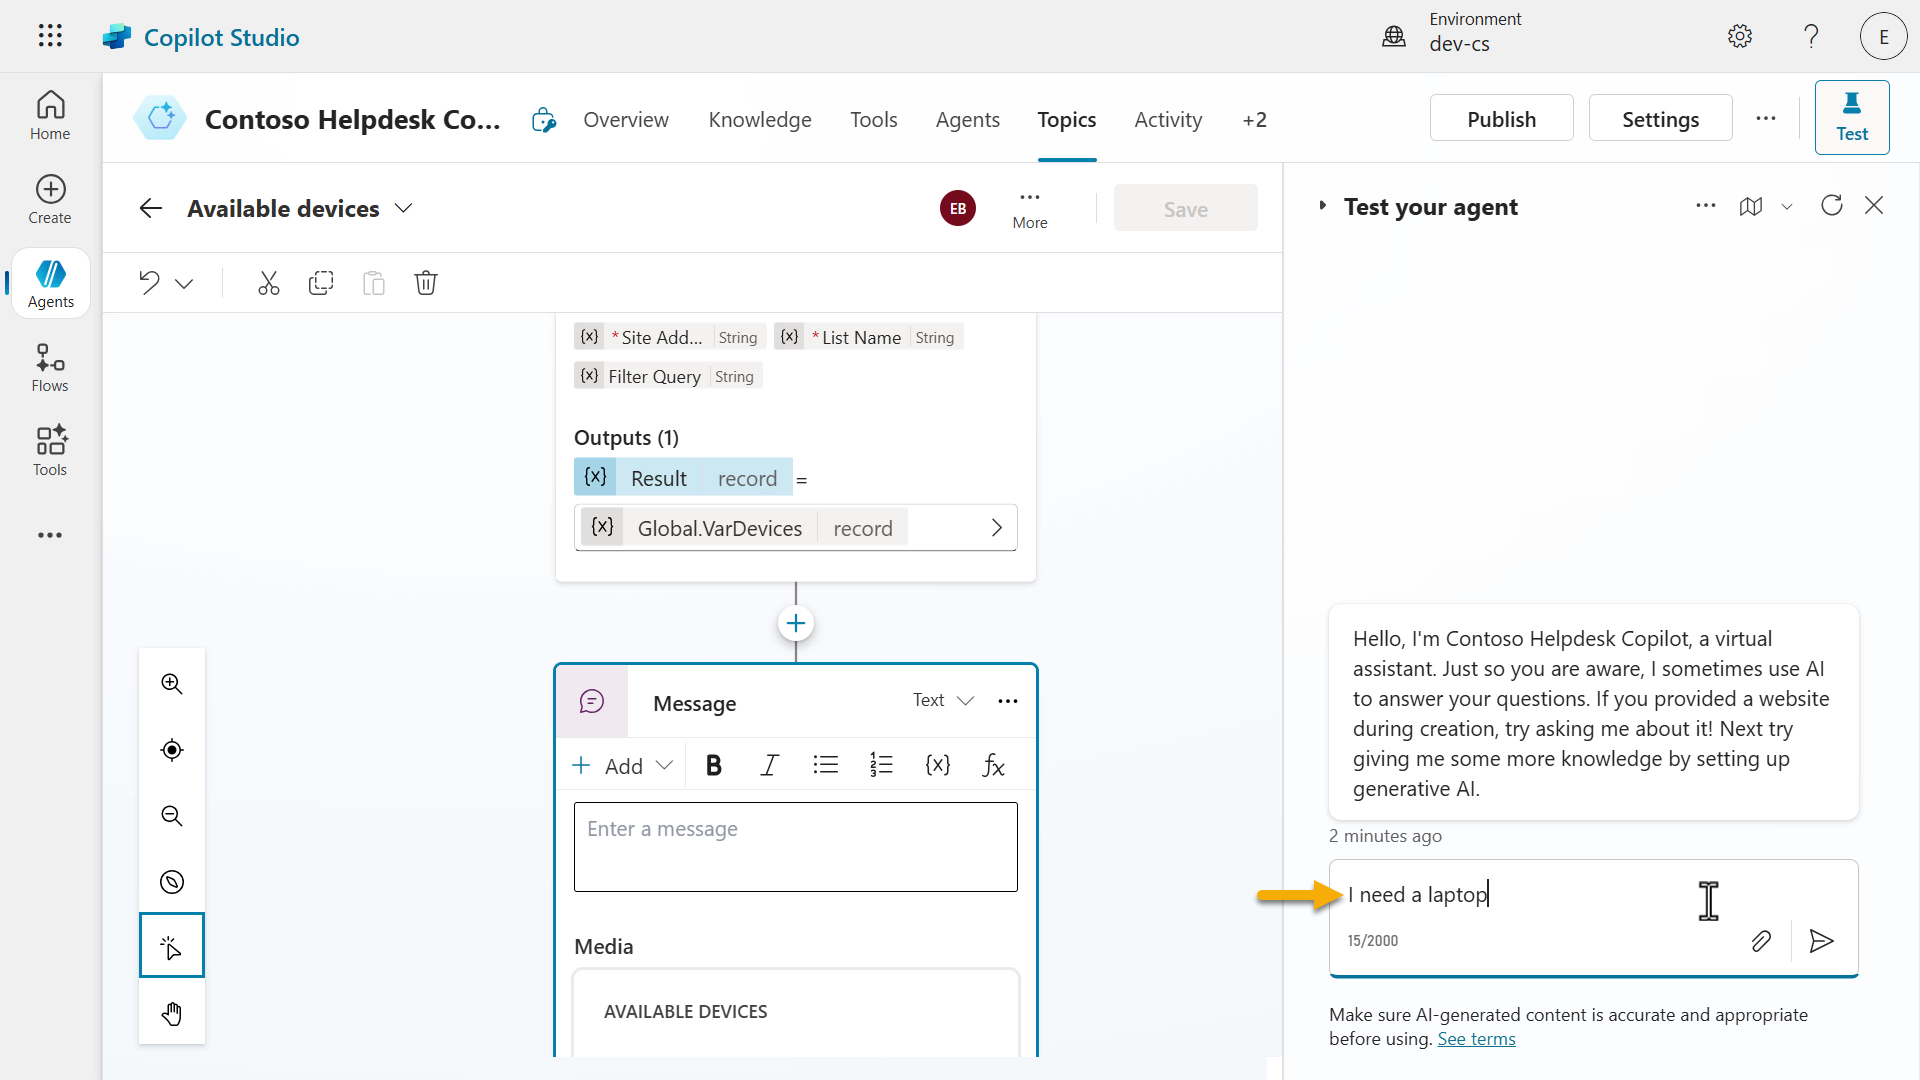 Copilot Studio
Environment
dev-cs
?
E
Home
Create
Agents
Flows
Tools
Contoso Helpdesk Co...
Overview
Knowledge
Tools
Agents
Topics
Activity
+2
Publish
Settings
Test
Available devices
EB
More
Save
{x} *Site Add... String {x} *List Name String
{x} Filter Query String
Outputs (1)
{x} Result record =
{x} Global.VarDevices record
Message
Text
+ Add B I {x} fx
Enter a message
Media
AVAILABLE DEVICES
Test your agent
Hello, I'm Contoso Helpdesk Copilot, a virtual
assistant. Just so you are aware, I sometimes use AI
to answer your questions. If you provided a website
during creation, try asking me about it! Next try
giving me some more knowledge by setting up
generative AI.
2 minutes ago
I need a laptop
15/2000
Make sure AI-generated content is accurate and appropriate
before using. See terms